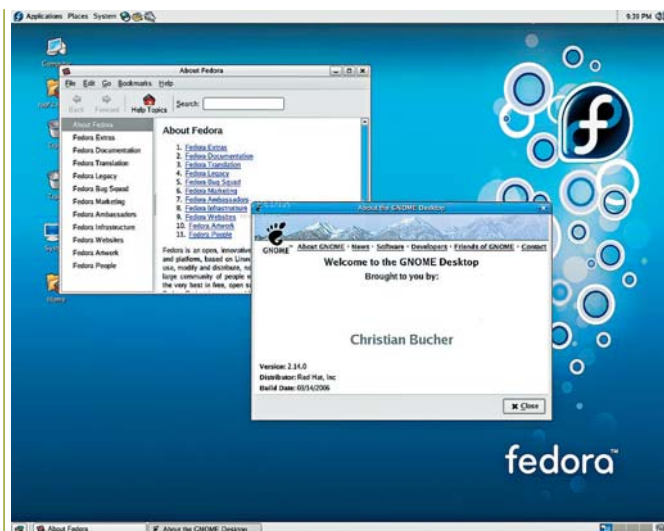 Applications Places System
9:39 PM
Computer
About Fedora
File Edit Go Bookmarks Help
Back Forward Help Topics Search:
About Fedora
Fedora Extras
Fedora Documentation
Fedora Translation
Fedora Legacy
Fedora Bug Squad
Fedora Marketing
Fedora Ambassadors
Fedora Infrastructure
Fedora Websites
Fedora Artwork
Fedora People
About Fedora
1. Fedora Extras
2. Fedora Documentation
3. Fedora Translation
4. Fedora Legacy
5. Fedora Bug Squad
6. Fedora Marketing
7. Fedora Ambassadors
8. Fedora Infrastructure
9. Fedora Websites
10. Fedora Artwork
11. Fedora People
Fedora is an open, innovative
and platform, based on Linux
use, modify and distribute,
large community of people
the very best in free, open
Home
About the GNOME Desktop
GNOME™
About GNOME • News • Software • Developers • Friends of GNOME • Contact
Welcome to the GNOME Desktop
Brought to you by:
Christian Bucher
Version: 2.14.0
Distributor: Red Hat, Inc
Build Date: 03/14/2006
Close
fedora™
About Fedora
About the GNOME Desktop